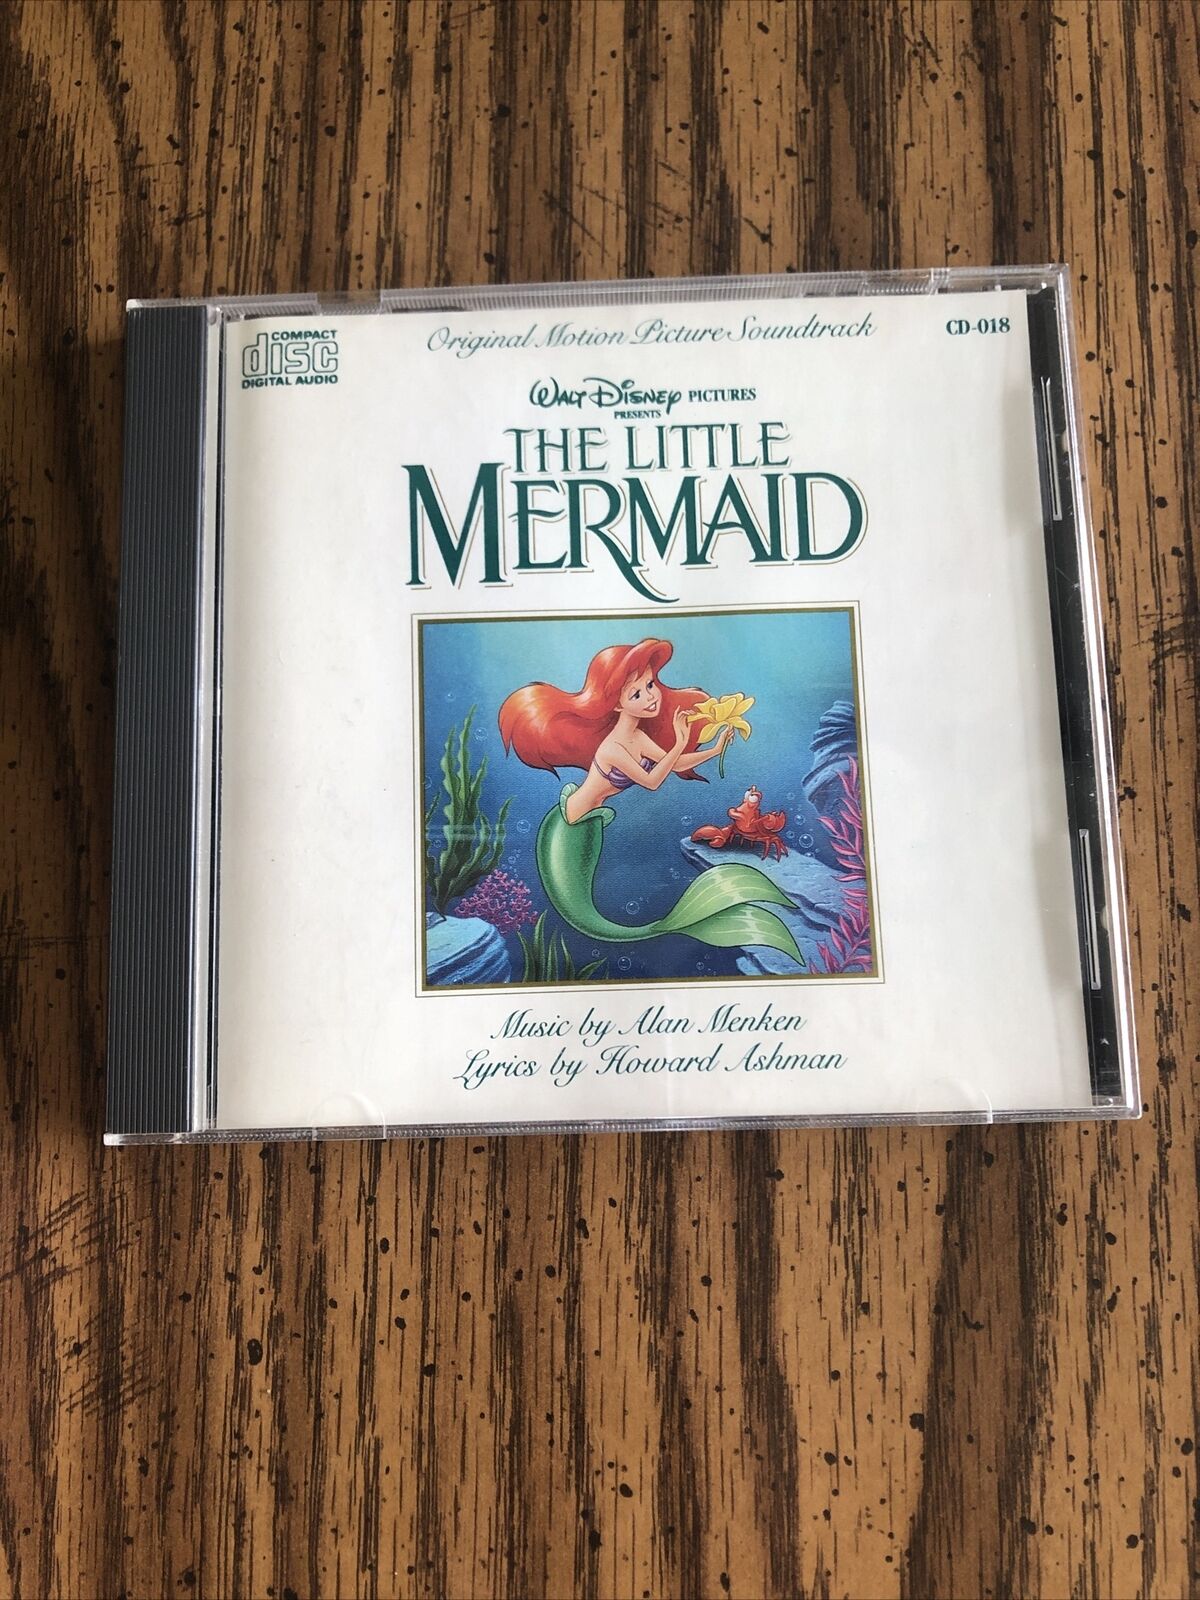 COMPACT
disc
DIGITAL AUDIO
Original Motion Picture Soundtrack
CD-018
WALT DISNEY PICTURES
PRESENTS
THE LITTLE
MERMAID
Music by Alan Menken
Lyrics by Howard Ashman